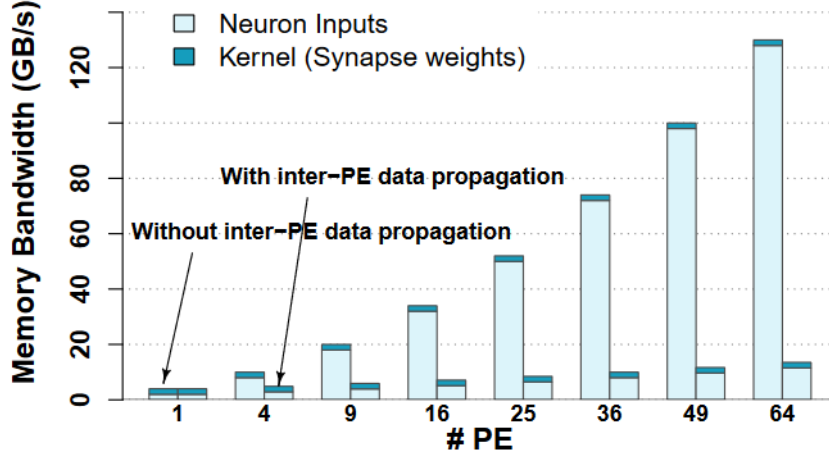 Neuron Inputs
Kernel (Synapse weights)
Memory Bandwidth (GB/s)
120
80
60
40
20
0
With inter−PE data propagation
Without inter−PE data propagation
1 4 9 16 25 36 49 64
# PE